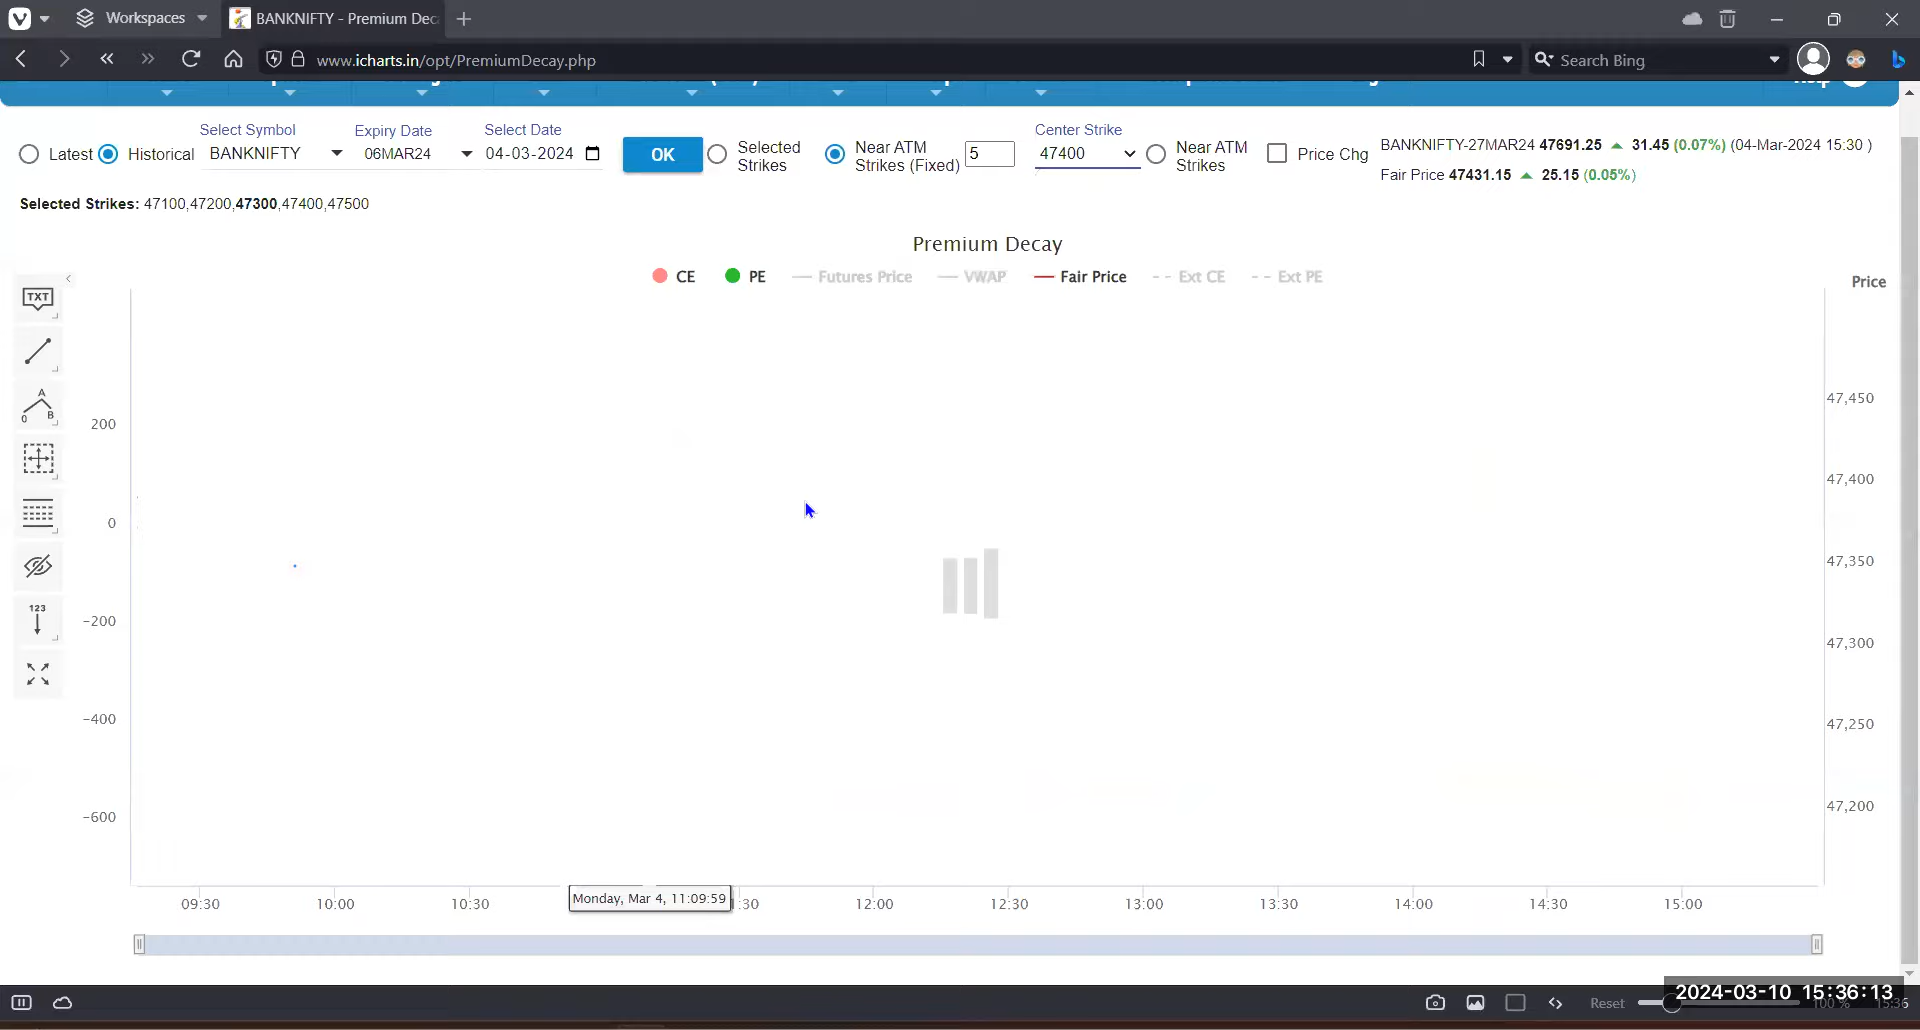 Workspaces
BANKNIFTY - Premium Dec
www.icharts.in/opt/PremiumDecay.php
Search Bing
Latest
Historical
Select Symbol
BANKNIFTY
Expiry Date
06MAR24
Select Date
04-03-2024
OK
Selected
Strikes
Near ATM
Strikes (Fixed)
5
Center Strike
47400
Near ATM
Strikes
Price Chg
BANKNIFTY-27MAR24 47691.25 ▲ 31.45 (0.07%) (04-Mar-2024 15:30 )
Fair Price 47431.15 ▲ 25.15 (0.05%)
Selected Strikes: 47100,47200,47300,47400,47500
Premium Decay
CE PE Futures Price VWAP Fair Price Ext CE Ext PE
Price
TXT
A
0 B
123
200
0
-200
-400
-600
47,450
47,400
47,350
47,300
47,250
47,200
09:30 10:00 10:30 :30 12:00 12:30 13:00 13:30 14:00 14:30 15:00
Monday, Mar 4, 11:09:59
Reset
100 %
15:36
2024-03-10 15:36:13